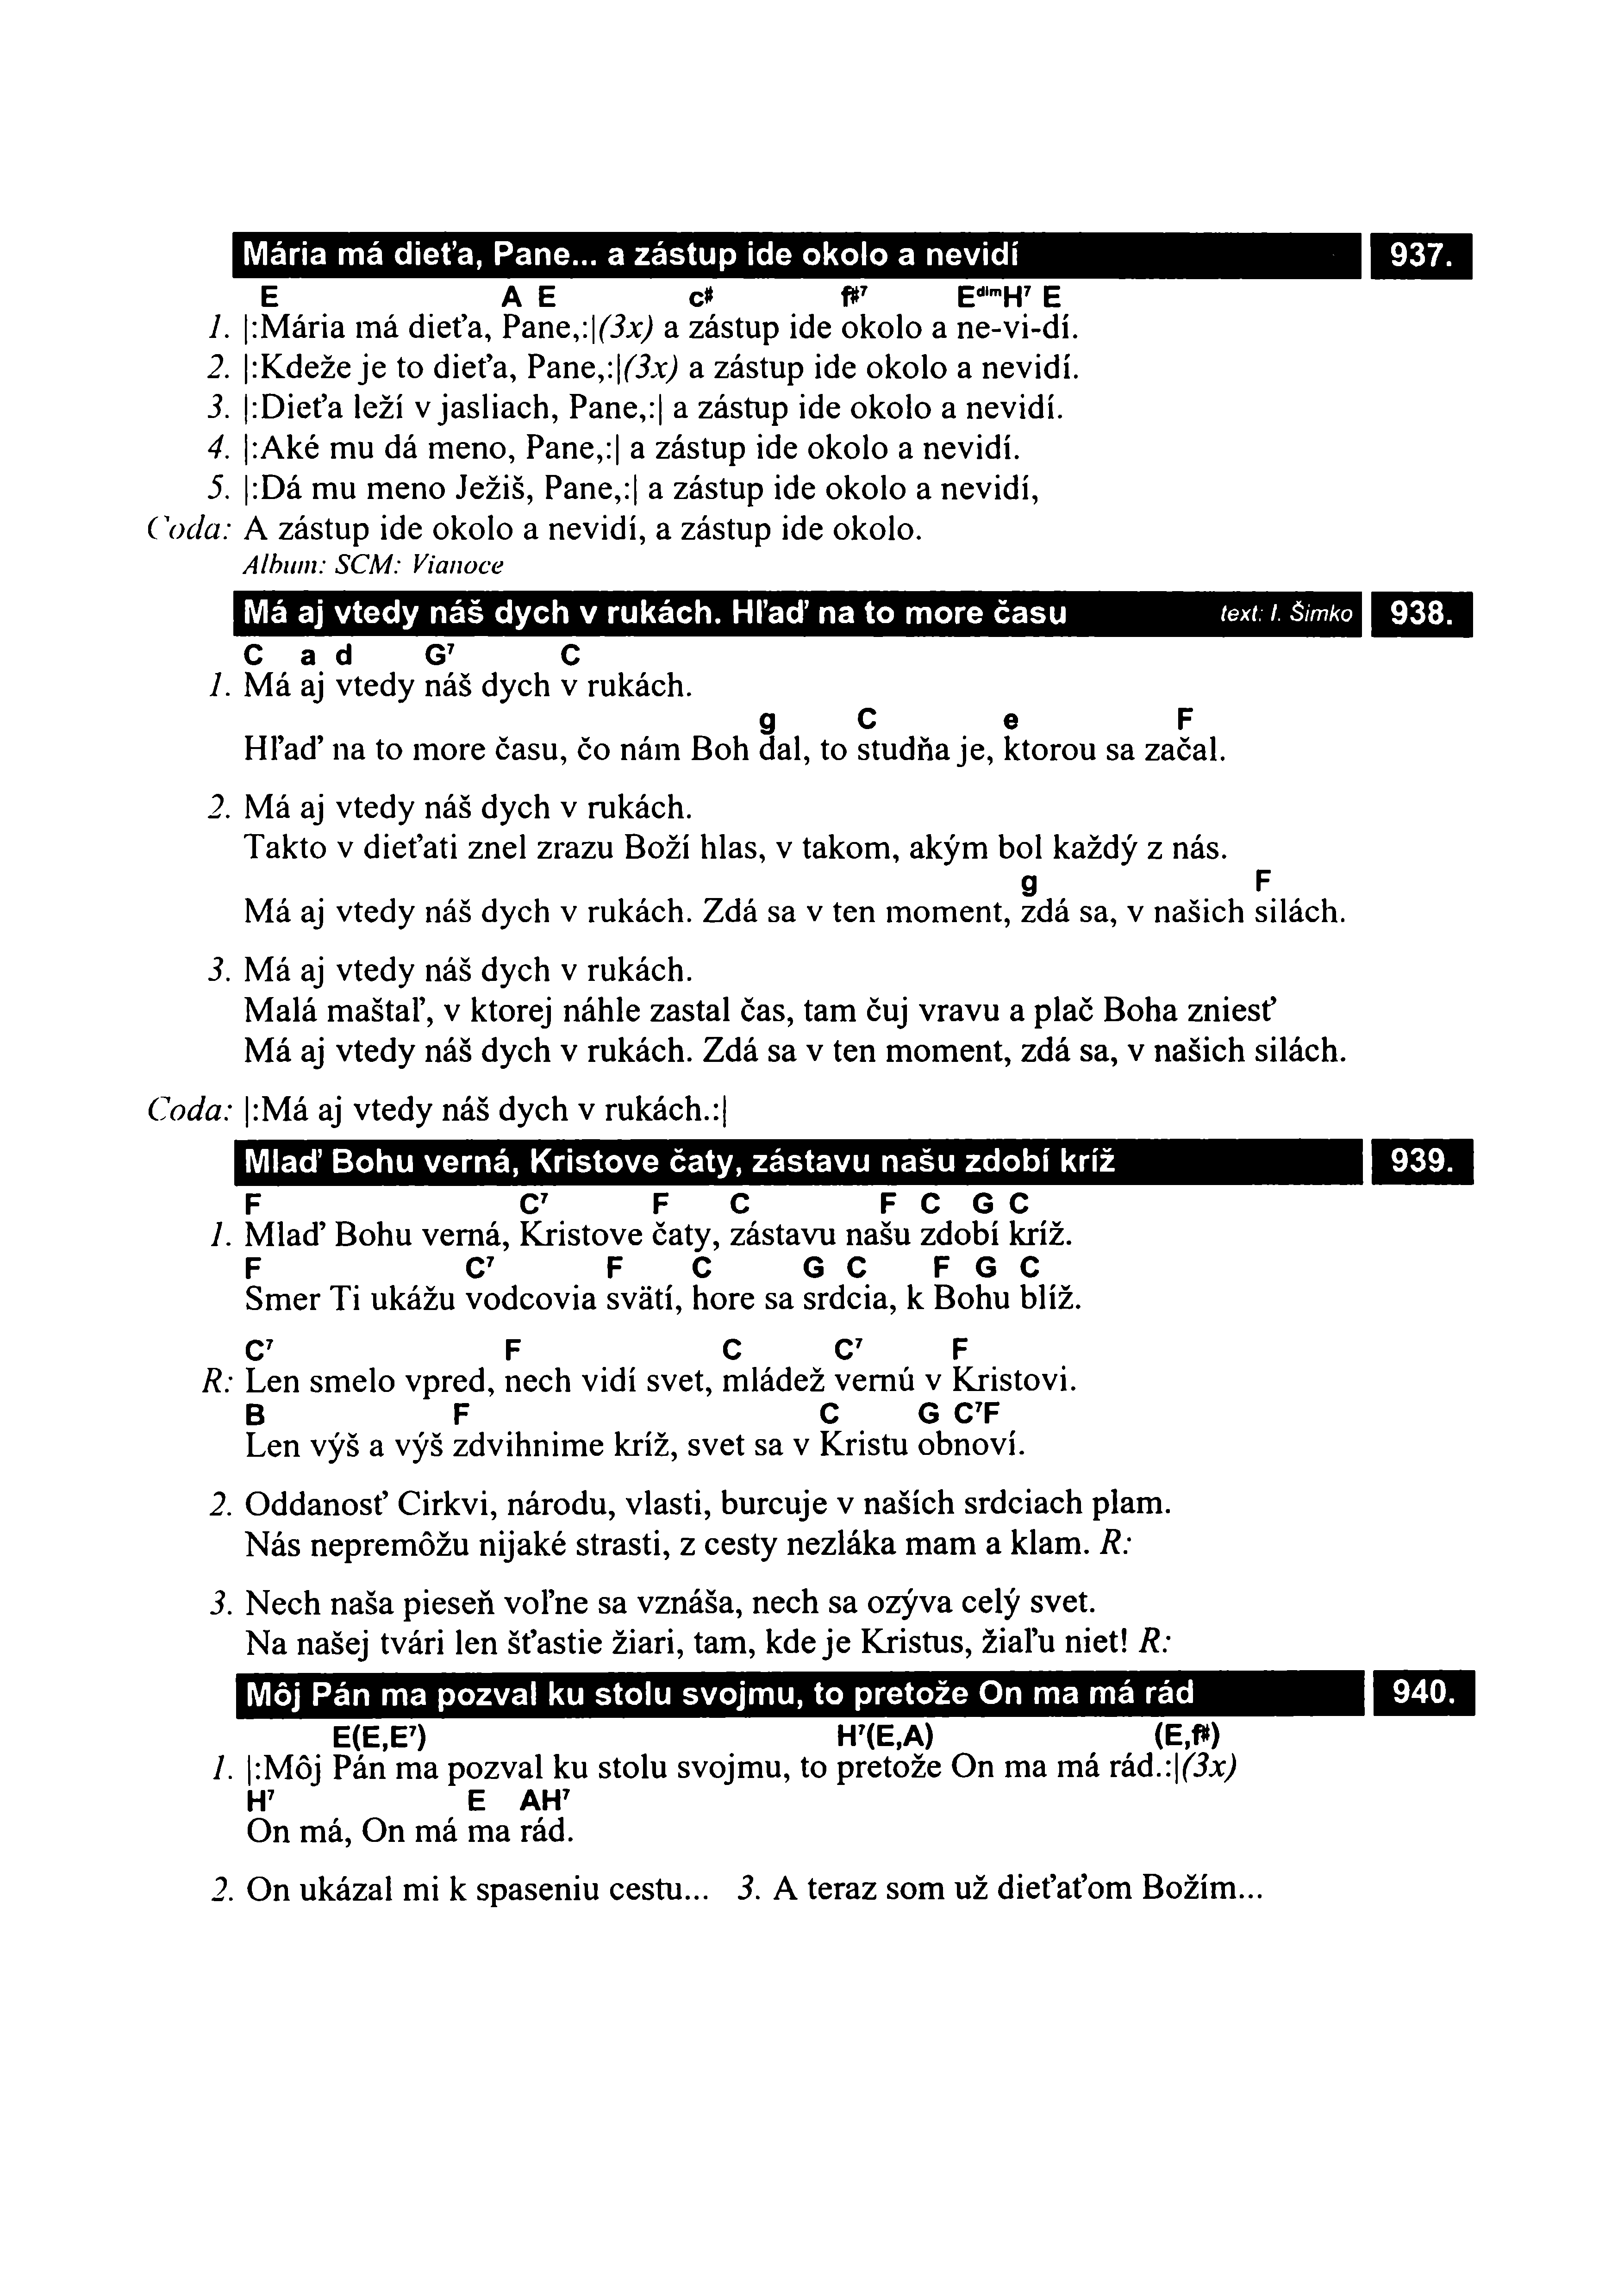 Mária má dieťa, Pane... a zástup ide okolo a nevidí 937.
E A E c# f#7 EdimH7 E
1. |:Mária má dieťa, Pane,:|(3x) a zástup ide okolo a ne-vi-dí.
2. |:Kdeže je to dieťa, Pane,:|(3x) a zástup ide okolo a nevidí.
3. |:Dieťa leží v jasliach, Pane,:| a zástup ide okolo a nevidí.
4. |:Aké mu dá meno, Pane,:| a zástup ide okolo a nevidí.
5. |:Dá mu meno Ježiš, Pane,:| a zástup ide okolo a nevidí,
Coda: A zástup ide okolo a nevidí, a zástup ide okolo.
Album: SCM: Vianoce
Má aj vtedy náš dych v rukách. Hľaď na to more času text: I. Šimko 938.
C a d G7 C
1. Má aj vtedy náš dych v rukách.
g C e F
Hľaď na to more času, čo nám Boh dal, to studňa je, ktorou sa začal.
2. Má aj vtedy náš dych v rukách.
Takto v dieťati znel zrazu Boží hlas, v takom, akým bol každý z nás.
g F
Má aj vtedy náš dych v rukách. Zdá sa v ten moment, zdá sa, v našich silách.
3. Má aj vtedy náš dych v rukách.
Malá maštaľ, v ktorej náhle zastal čas, tam čuj vravu a plač Boha zniesť
Má aj vtedy náš dych v rukách. Zdá sa v ten moment, zdá sa, v našich silách.
Coda: |:Má aj vtedy náš dych v rukách.:|
Mlaď Bohu verná, Kristove čaty, zástavu našu zdobí kríž 939.
F C7 F C F C G C
1. Mlaď Bohu verná, Kristove čaty, zástavu našu zdobí kríž.
F C7 F C G C F G C
Smer Ti ukážu vodcovia svätí, hore sa srdcia, k Bohu blíž.
C7 F C C7 F
R: Len smelo vpred, nech vidí svet, mládež vernú v Kristovi.
B F C G C7F
Len výš a výš zdvihnime kríž, svet sa v Kristu obnoví.
2. Oddanosť Cirkvi, národu, vlasti, burcuje v naších srdciach plam.
Nás nepremôžu nijaké strasti, z cesty nezláka mam a klam. R:
3. Nech naša pieseň voľne sa vznáša, nech sa ozýva celý svet.
Na našej tvári len šťastie žiari, tam, kde je Kristus, žiaľu niet! R:
Môj Pán ma pozval ku stolu svojmu, to pretože On ma má rád 940.
E(E,E7) H7(E,A) (E,f#)
1. |:Môj Pán ma pozval ku stolu svojmu, to pretože On ma má rád.:|(3x)
H7 E AH7
On má, On má ma rád.
2. On ukázal mi k spaseniu cestu... 3. A teraz som už dieťaťom Božím...